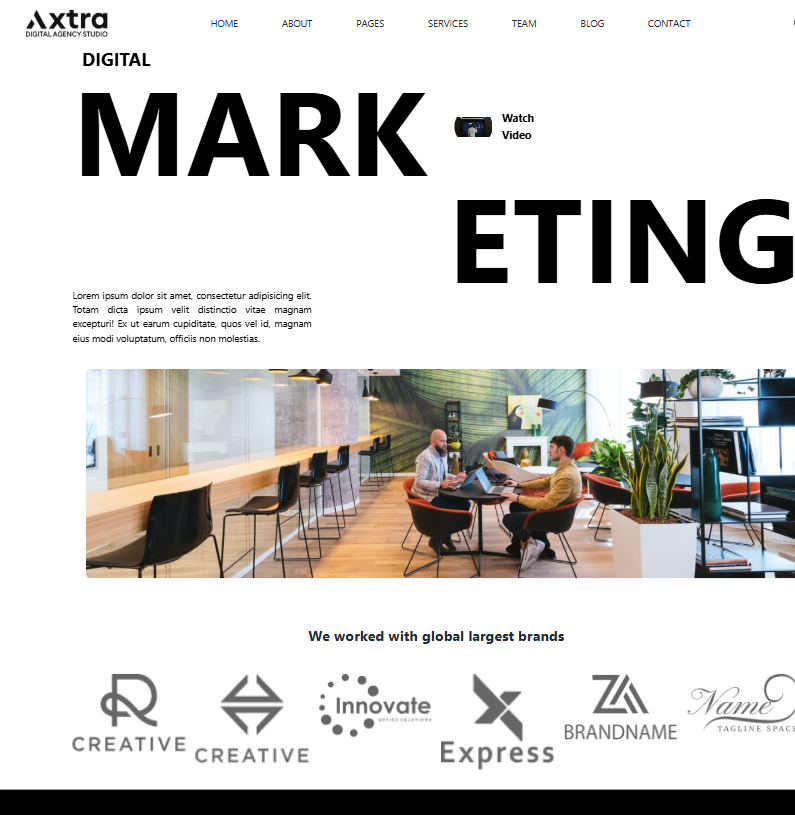 Axtra
DIGITAL AGENCY STUDIO
HOME ABOUT PAGES SERVICES TEAM BLOG CONTACT
DIGITAL
MARK
Watch
Video
ETING
Lorem ipsum dolor sit amet, consectetur adipisicing elit.
Totam dicta ipsum velit distinctio vitae magnam
excepturi! Ex ut earum cupiditate, quos vel id, magnam
eius modi voluptatum, officiis non molestias.
We worked with global largest brands
CREATIVE
CREATIVE
Innovate
OFFICE SOLUTIONS
Express
BRANDNAME
Name
TAGLINE SPACE